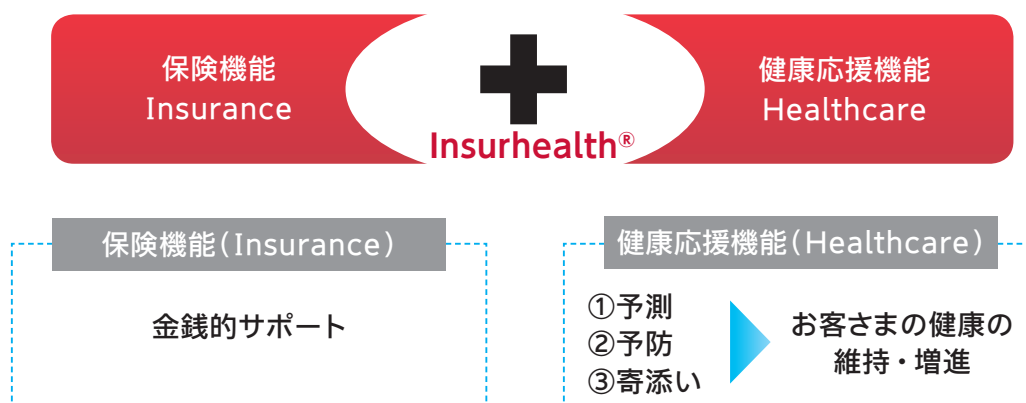 保険機能
Insurance
Insurhealth®
健康応援機能
Healthcare
保険機能(Insurance)
金銭的サポート
健康応援機能(Healthcare)
①予測
②予防
③寄添い
お客さまの健康の
維持・増進